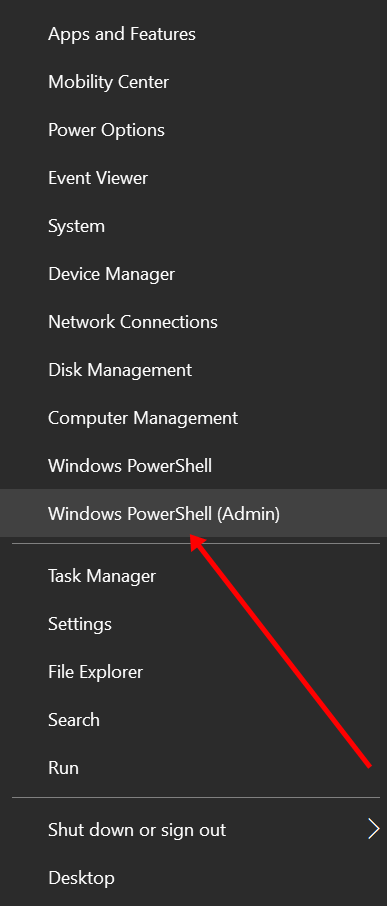 Apps and Features
Mobility Center
Power Options
Event Viewer
System
Device Manager
Network Connections
Disk Management
Computer Management
Windows PowerShell
Windows PowerShell (Admin)
Task Manager
Settings
File Explorer
Search
Run
Shut down or sign out
Desktop